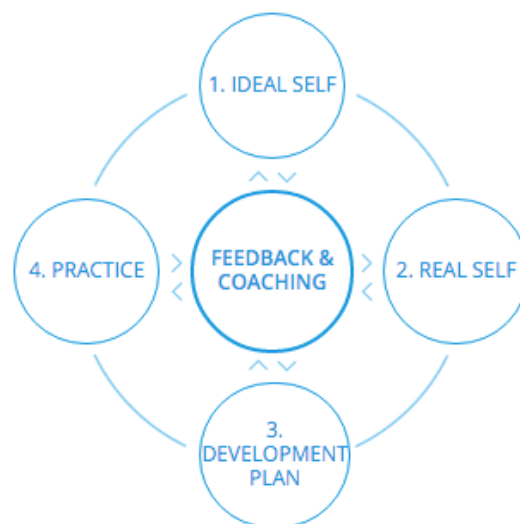 1. IDEAL SELF
4. PRACTICE
FEEDBACK &
COACHING
2. REAL SELF
3.
DEVELOPMENT
PLAN